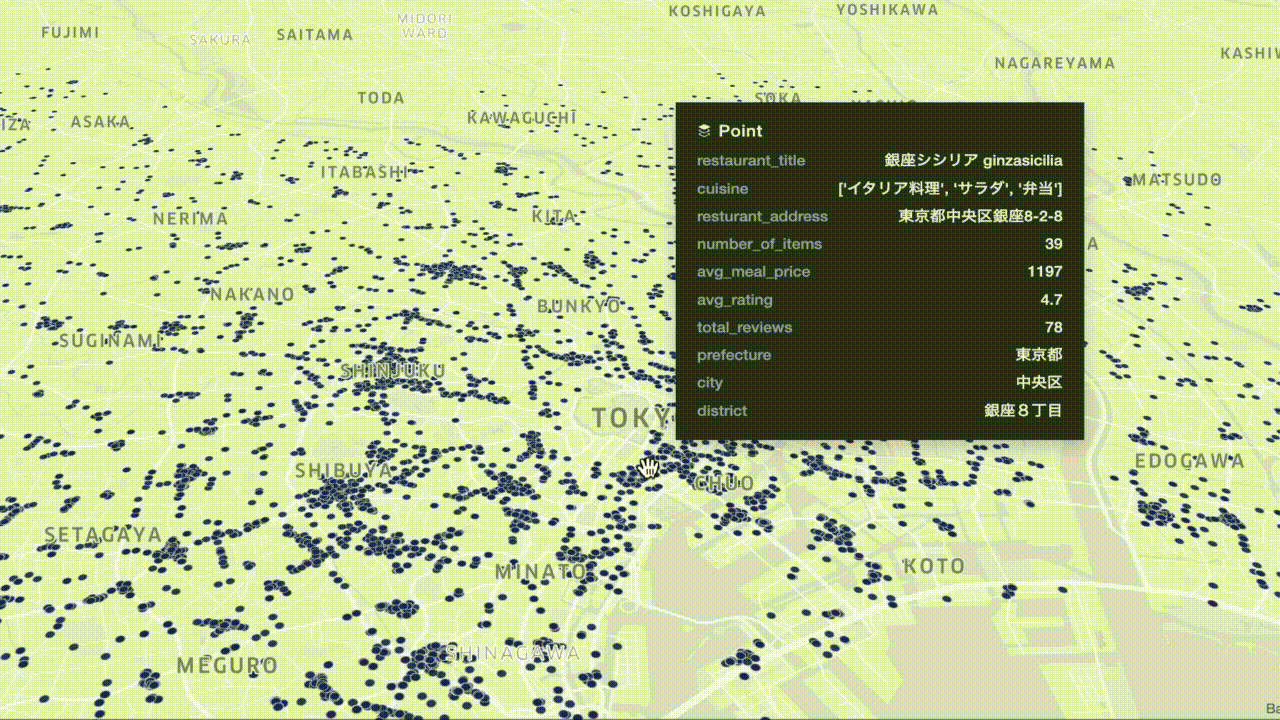 KOSHIGAYA
YOSHIKAWA
MIDORI
WARD
FUJIMI
SAKURA
SAITAMA
NAGAREYAMA
TODA
SOKA
ASAKA
KAWAGUCHI
ITABASHI
MATSUDO
NERIMA
KITA
NAKANO
BUNKYO
SUGINAMI
SHINJUKU
TOKY
SHIBUYA
CHUO
EDOGAWA
SETAGAYA
MINATO
KOTO
SHINAGAWA
MEGURO
Point
restaurant_title 銀座シシリア ginzasicilia
cuisine ['イタリア料理', 'サラダ', '弁当']
resturant_address 東京都中央区銀座8-2-8
number_of_items 39
avg_meal_price 1197
avg_rating 4.7
total_reviews 78
prefecture 東京都
city 中央区
district 銀座８丁目